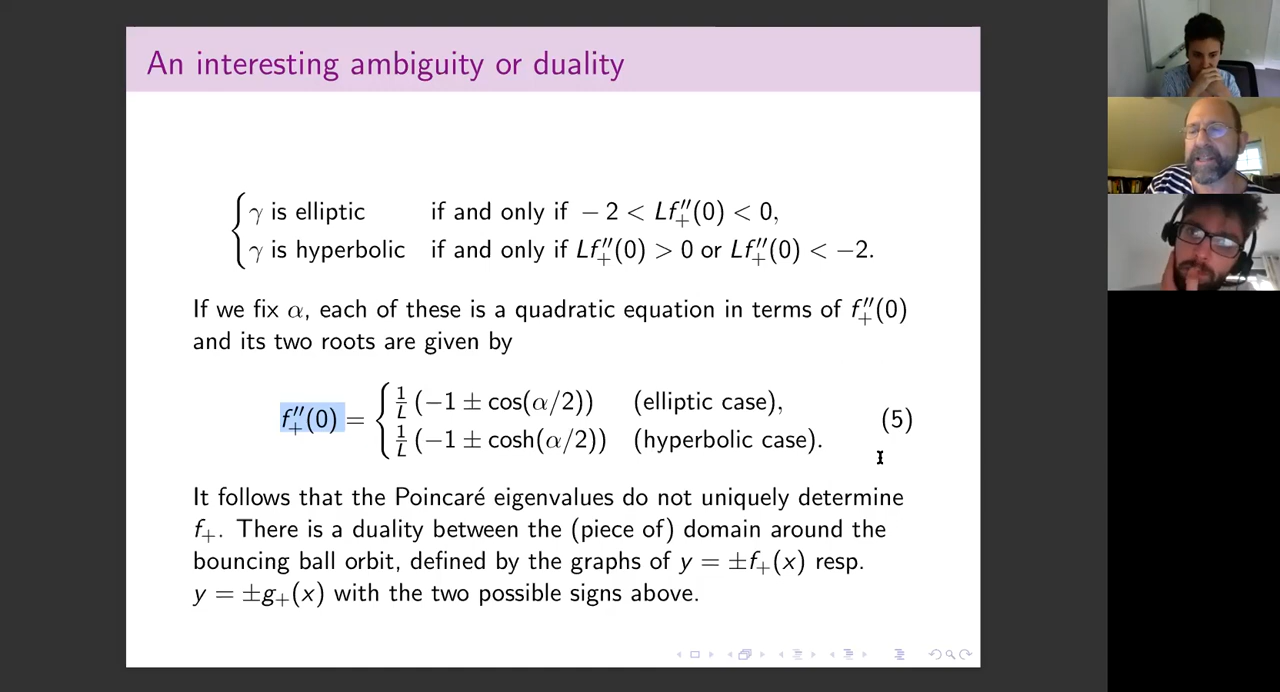 An interesting ambiguity or duality
γ is elliptic if and only if − 2 < Lf″₊(0) < 0,
γ is hyperbolic if and only if Lf″₊(0) > 0 or Lf″₊(0) < −2.
If we fix α, each of these is a quadratic equation in terms of f″₊(0)
and its two roots are given by
f″₊(0) = { 1/L (−1 ± cos(α/2)) (elliptic case),
1/L (−1 ± cosh(α/2)) (hyperbolic case). (5)
It follows that the Poincaré eigenvalues do not uniquely determine
f₊. There is a duality between the (piece of) domain around the
bouncing ball orbit, defined by the graphs of y = ±f₊(x) resp.
y = ±g₊(x) with the two possible signs above.